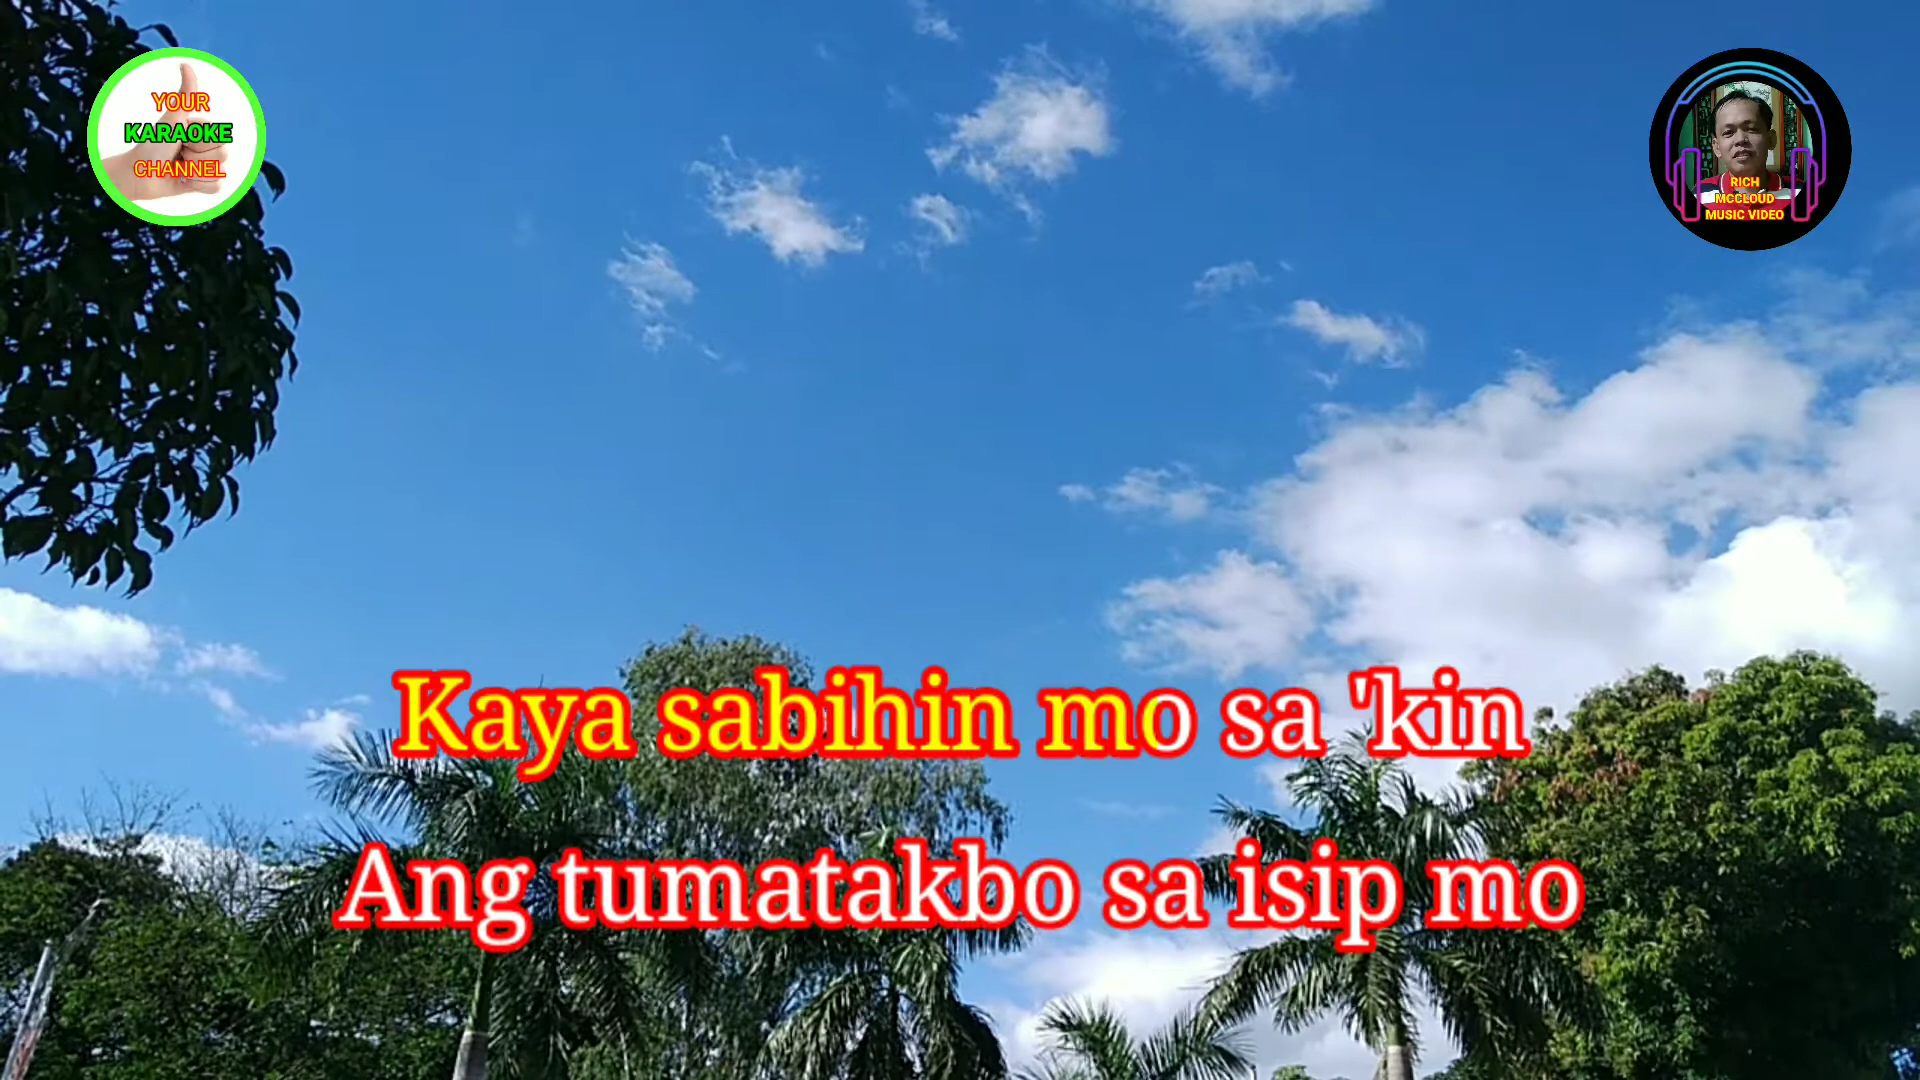 YOUR
KARAOKE
CHANNEL
RICH
MCCLOUD
MUSIC VIDEO
Kaya sabihin mo sa 'kin
Ang tumatakbo sa isip mo